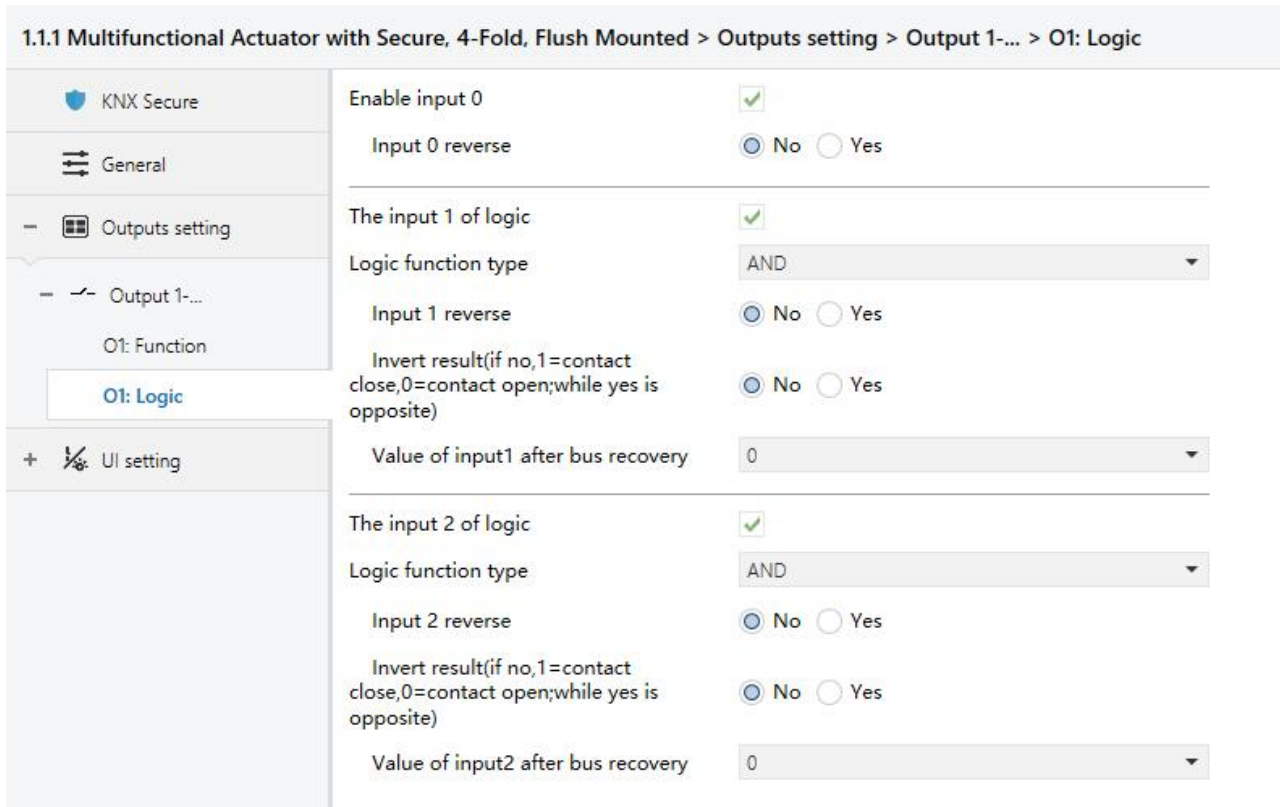 1.1.1 Multifunctional Actuator with Secure, 4-Fold, Flush Mounted > Outputs setting > Output 1-... > O1: Logic
KNX Secure
General
Outputs setting
Output 1-...
O1: Function
O1: Logic
UI setting
Enable input 0
Input 0 reverse No Yes
The input 1 of logic
Logic function type AND
Input 1 reverse No Yes
Invert result(if no,1=contact
close,0=contact open;while yes is No Yes
opposite)
Value of input1 after bus recovery 0
The input 2 of logic
Logic function type AND
Input 2 reverse No Yes
Invert result(if no,1=contact
close,0=contact open;while yes is No Yes
opposite)
Value of input2 after bus recovery 0